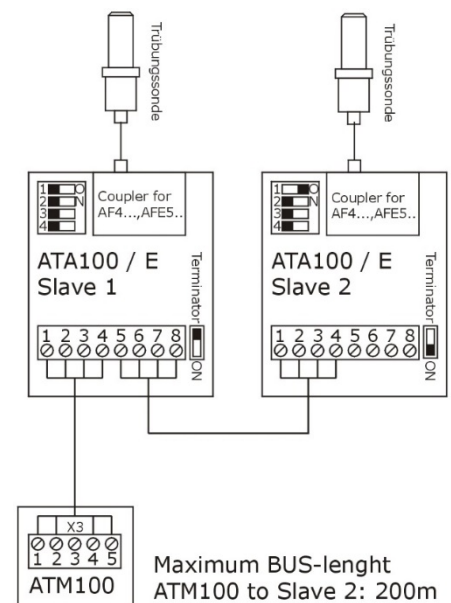 Trübungssonde
Trübungssonde
1 O
2 N
3
4
Coupler for
AF4...,AFE5..
ATA100 / E
Slave 1
Terminator
1 2 3 4 5 6 7 8
ON
1 O
2 N
3
4
Coupler for
AF4...,AFE5..
ATA100 / E
Slave 2
Terminator
1 2 3 4 5 6 7 8
ON
X3
1 2 3 4 5
ATM100
Maximum BUS-lenght
ATM100 to Slave 2: 200m